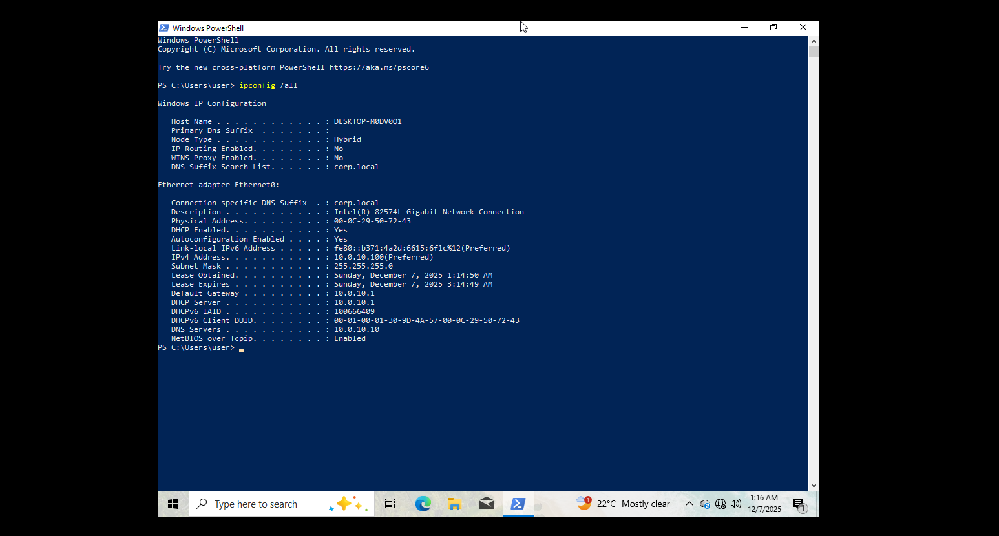 Windows PowerShell
Windows PowerShell
Copyright (C) Microsoft Corporation. All rights reserved.
Try the new cross-platform PowerShell https://aka.ms/pscore6
PS C:\Users\user> ipconfig /all
Windows IP Configuration
   Host Name . . . . . . . . . . . . : DESKTOP-M0DV0Q1
   Primary Dns Suffix  . . . . . . . :
   Node Type . . . . . . . . . . . . : Hybrid
   IP Routing Enabled. . . . . . . . : No
   WINS Proxy Enabled. . . . . . . . : No
   DNS Suffix Search List. . . . . . : corp.local
Ethernet adapter Ethernet0:
   Connection-specific DNS Suffix  . : corp.local
   Description . . . . . . . . . . . : Intel(R) 82574L Gigabit Network Connection
   Physical Address. . . . . . . . . : 00-0C-29-50-72-43
   DHCP Enabled. . . . . . . . . . . : Yes
   Autoconfiguration Enabled . . . . : Yes
   Link-local IPv6 Address . . . . . : fe80::b371:4a2d:6615:6f1c%12(Preferred)
   IPv4 Address. . . . . . . . . . . : 10.0.10.100(Preferred)
   Subnet Mask . . . . . . . . . . . : 255.255.255.0
   Lease Obtained. . . . . . . . . . : Sunday, December 7, 2025 1:14:50 AM
   Lease Expires . . . . . . . . . . : Sunday, December 7, 2025 3:14:49 AM
   Default Gateway . . . . . . . . . : 10.0.10.1
   DHCP Server . . . . . . . . . . . : 10.0.10.1
   DHCPv6 IAID . . . . . . . . . . . : 100666409
   DHCPv6 Client DUID. . . . . . . . : 00-01-00-01-30-9D-4A-57-00-0C-29-50-72-43
   DNS Servers . . . . . . . . . . . : 10.0.10.10
   NetBIOS over Tcpip. . . . . . . . : Enabled
PS C:\Users\user>
Type here to search
1
22°C Mostly clear
1:16 AM
12/7/2025
1